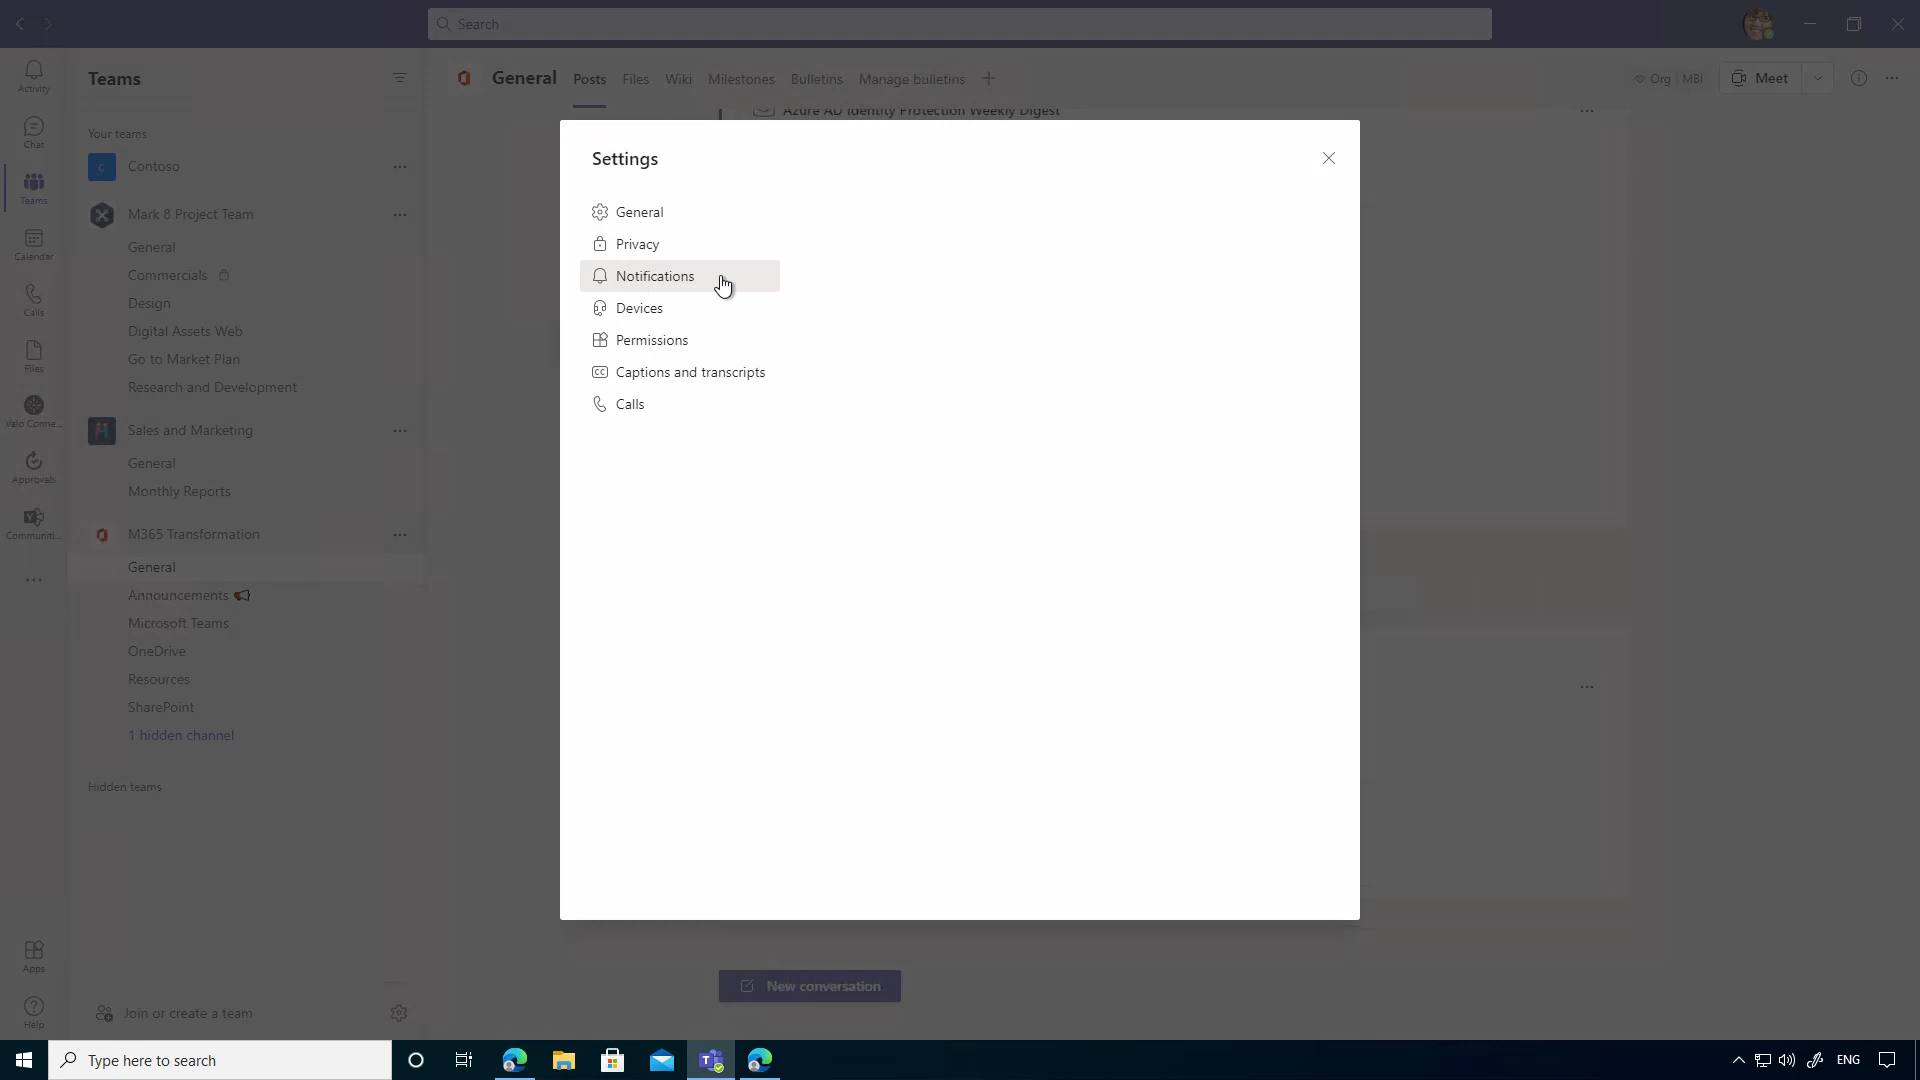 Search
Activity
Chat
Teams
Calendar
Calls
Files
Valo Conne...
Approvals
Communiti...
Apps
Help
Teams
Your teams
Contoso
Mark 8 Project Team
General
Commercials
Design
Digital Assets Web
Go to Market Plan
Research and Development
Sales and Marketing
General
Monthly Reports
M365 Transformation
General
Announcements
Microsoft Teams
OneDrive
Resources
SharePoint
1 hidden channel
Hidden teams
Join or create a team
General Posts Files Wiki Milestones Bulletins Manage bulletins
Org MBI Meet
Azure AD Identity Protection Weekly Digest
Settings
General
Privacy
Notifications
Devices
Permissions
Captions and transcripts
Calls
New conversation
Type here to search
ENG